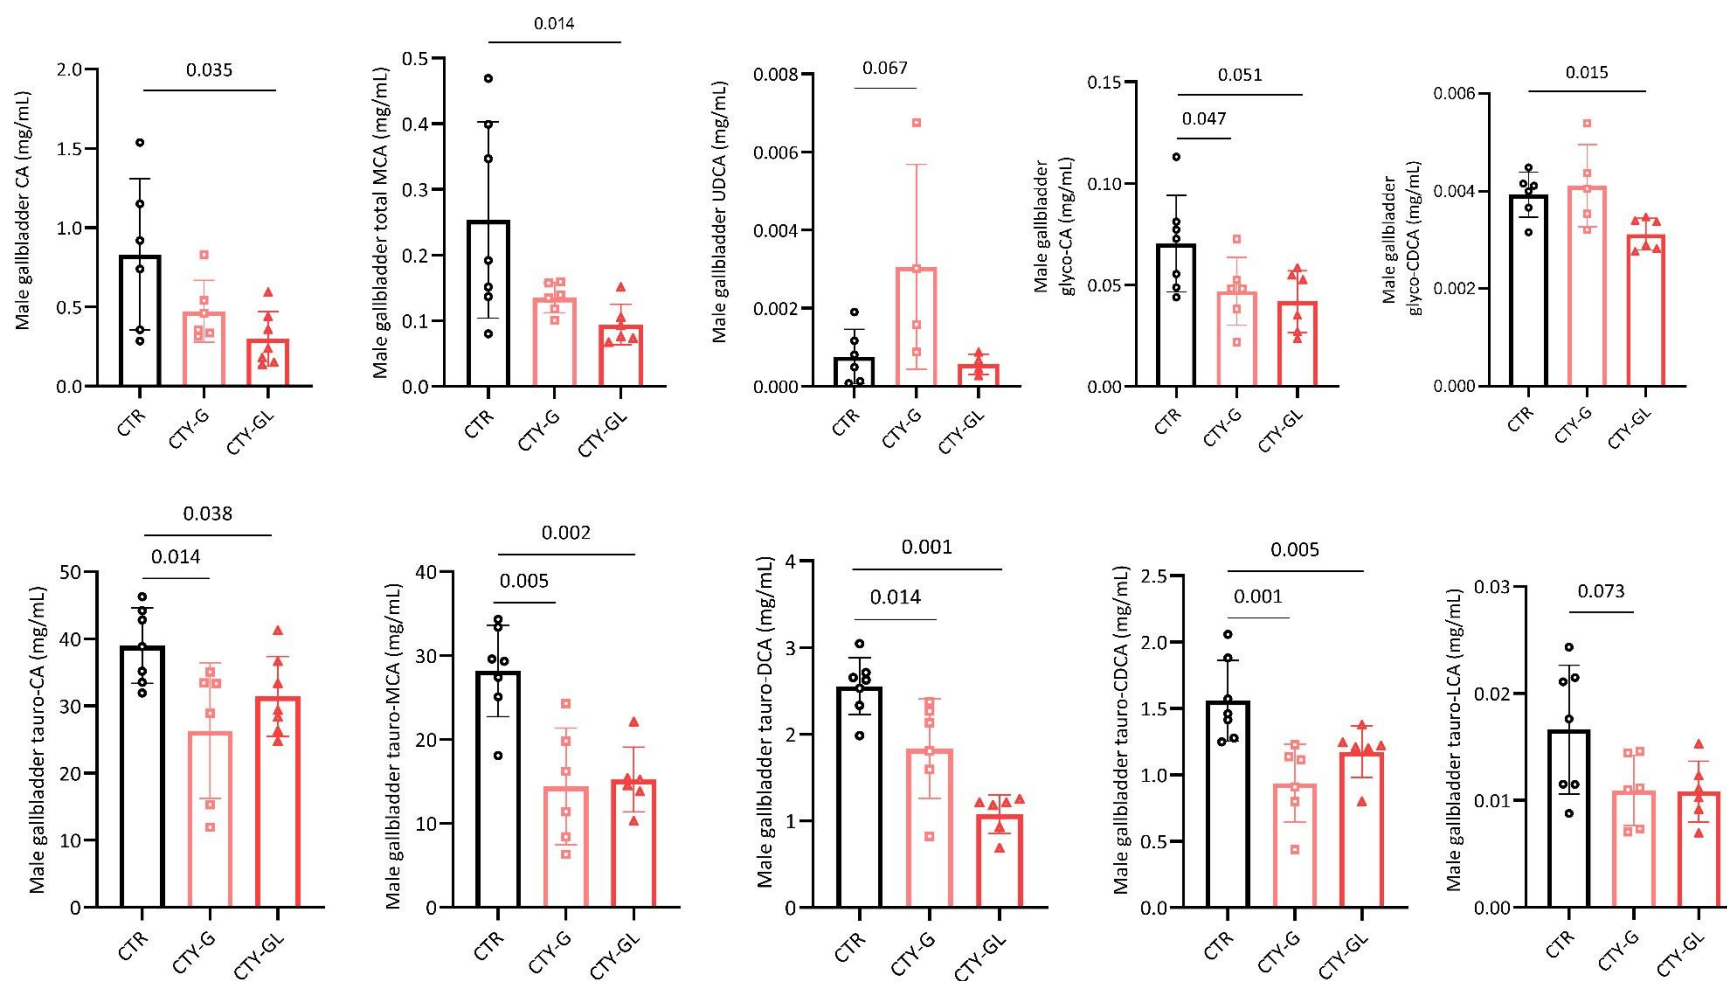 Male gallbladder CA (mg/mL)
2.0
1.5
1.0
0.5
0.0
0.035
CTR
CTY-G
CTY-GL
Male gallbladder total MCA (mg/mL)
0.5
0.4
0.3
0.2
0.1
0.0
0.014
CTR
CTY-G
CTY-GL
Male gallbladder UDCA (mg/mL)
0.008
0.006
0.004
0.002
0.000
0.067
CTR
CTY-G
CTY-GL
Male gallbladder
glyco-CA (mg/mL)
0.15
0.10
0.05
0.00
0.051
0.047
CTR
CTY-G
CTY-GL
Male gallbladder
glyco-CDCA (mg/mL)
0.006
0.004
0.002
0.000
0.015
CTR
CTY-G
CTY-GL
Male gallbladder tauro-CA (mg/mL)
50
40
30
20
10
0
0.038
0.014
CTR
CTY-G
CTY-GL
Male gallbladder tauro-MCA (mg/mL)
40
30
20
10
0
0.002
0.005
CTR
CTY-G
CTY-GL
Male gallbladder tauro-DCA (mg/mL)
4
3
2
1
0
0.001
0.014
CTR
CTY-G
CTY-GL
Male gallbladder tauro-CDCA (mg/mL)
2.5
2.0
1.5
1.0
0.5
0.0
0.005
0.001
CTR
CTY-G
CTY-GL
Male gallbladder tauro-LCA (mg/mL)
0.03
0.02
0.01
0.00
0.073
CTR
CTY-G
CTY-GL